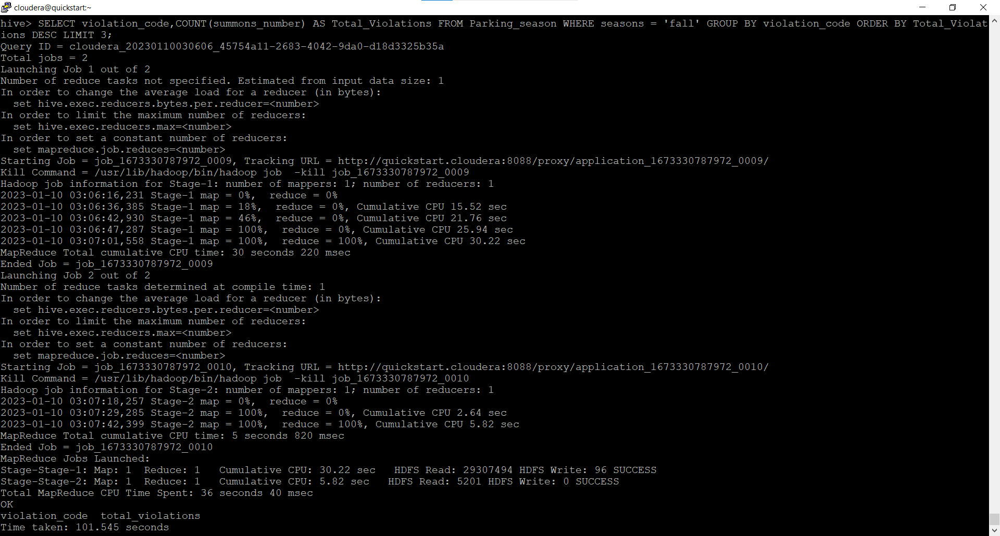 cloudera@quickstart:~
hive> SELECT violation_code,COUNT(summons_number) AS Total_Violations FROM Parking_season WHERE seasons = 'fall' GROUP BY violation_code ORDER BY Total_Violat
ions DESC LIMIT 3;
Query ID = cloudera_20230110030606_45754a11-2683-4042-9da0-d18d3325b35a
Total jobs = 2
Launching Job 1 out of 2
Number of reduce tasks not specified. Estimated from input data size: 1
In order to change the average load for a reducer (in bytes):
  set hive.exec.reducers.bytes.per.reducer=<number>
In order to limit the maximum number of reducers:
  set hive.exec.reducers.max=<number>
In order to set a constant number of reducers:
  set mapreduce.job.reduces=<number>
Starting Job = job_1673330787972_0009, Tracking URL = http://quickstart.cloudera:8088/proxy/application_1673330787972_0009/
Kill Command = /usr/lib/hadoop/bin/hadoop job  -kill job_1673330787972_0009
Hadoop job information for Stage-1: number of mappers: 1; number of reducers: 1
2023-01-10 03:06:16,231 Stage-1 map = 0%,  reduce = 0%
2023-01-10 03:06:36,385 Stage-1 map = 18%,  reduce = 0%, Cumulative CPU 15.52 sec
2023-01-10 03:06:42,930 Stage-1 map = 46%,  reduce = 0%, Cumulative CPU 21.76 sec
2023-01-10 03:06:47,287 Stage-1 map = 100%,  reduce = 0%, Cumulative CPU 25.94 sec
2023-01-10 03:07:01,558 Stage-1 map = 100%,  reduce = 100%, Cumulative CPU 30.22 sec
MapReduce Total cumulative CPU time: 30 seconds 220 msec
Ended Job = job_1673330787972_0009
Launching Job 2 out of 2
Number of reduce tasks determined at compile time: 1
In order to change the average load for a reducer (in bytes):
  set hive.exec.reducers.bytes.per.reducer=<number>
In order to limit the maximum number of reducers:
  set hive.exec.reducers.max=<number>
In order to set a constant number of reducers:
  set mapreduce.job.reduces=<number>
Starting Job = job_1673330787972_0010, Tracking URL = http://quickstart.cloudera:8088/proxy/application_1673330787972_0010/
Kill Command = /usr/lib/hadoop/bin/hadoop job  -kill job_1673330787972_0010
Hadoop job information for Stage-2: number of mappers: 1; number of reducers: 1
2023-01-10 03:07:18,257 Stage-2 map = 0%,  reduce = 0%
2023-01-10 03:07:29,285 Stage-2 map = 100%,  reduce = 0%, Cumulative CPU 2.64 sec
2023-01-10 03:07:42,399 Stage-2 map = 100%,  reduce = 100%, Cumulative CPU 5.82 sec
MapReduce Total cumulative CPU time: 5 seconds 820 msec
Ended Job = job_1673330787972_0010
MapReduce Jobs Launched:
Stage-Stage-1: Map: 1  Reduce: 1   Cumulative CPU: 30.22 sec   HDFS Read: 29307494 HDFS Write: 96 SUCCESS
Stage-Stage-2: Map: 1  Reduce: 1   Cumulative CPU: 5.82 sec   HDFS Read: 5201 HDFS Write: 0 SUCCESS
Total MapReduce CPU Time Spent: 36 seconds 40 msec
OK
violation_code  total_violations
Time taken: 101.545 seconds